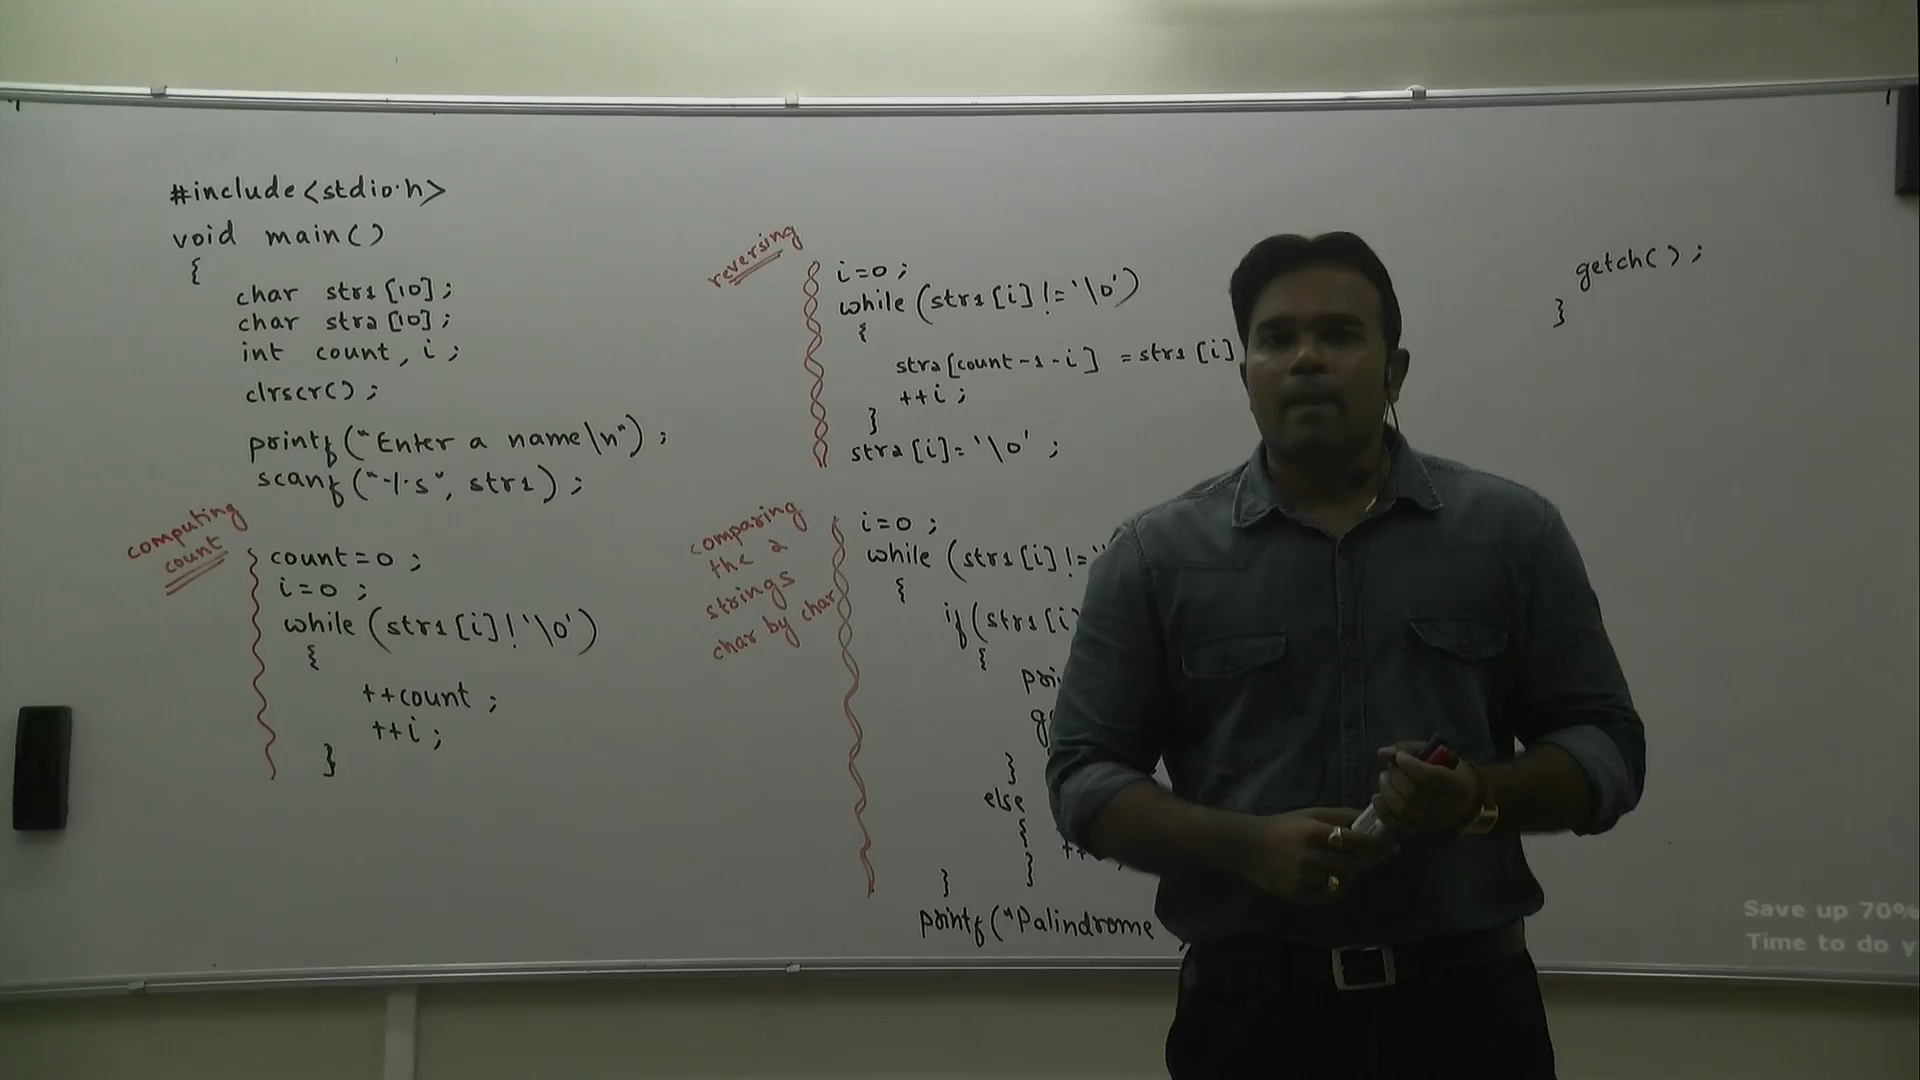 #include<stdio.h>
void main()
{
char str1[10];
char str2[10];
int count, i;
clrscr();
printf("Enter a name\n");
scanf("%s", str1);
computing
count
count=0;
i=0;
while(str1[i]!'\0')
{
++count;
++i;
}
reversing
i=0;
while(str1[i]!='\0')
{
str2[count-1-i] =str1[i]
++i;
}
str2[i]='\0';
comparing
the 2
strings
char by char
i=0;
while(str1[i]!='
{
if(str1[i]
{
}
else
{
}
}
printf("Palindrome
getch();
}
Save up 70%
Time to do y